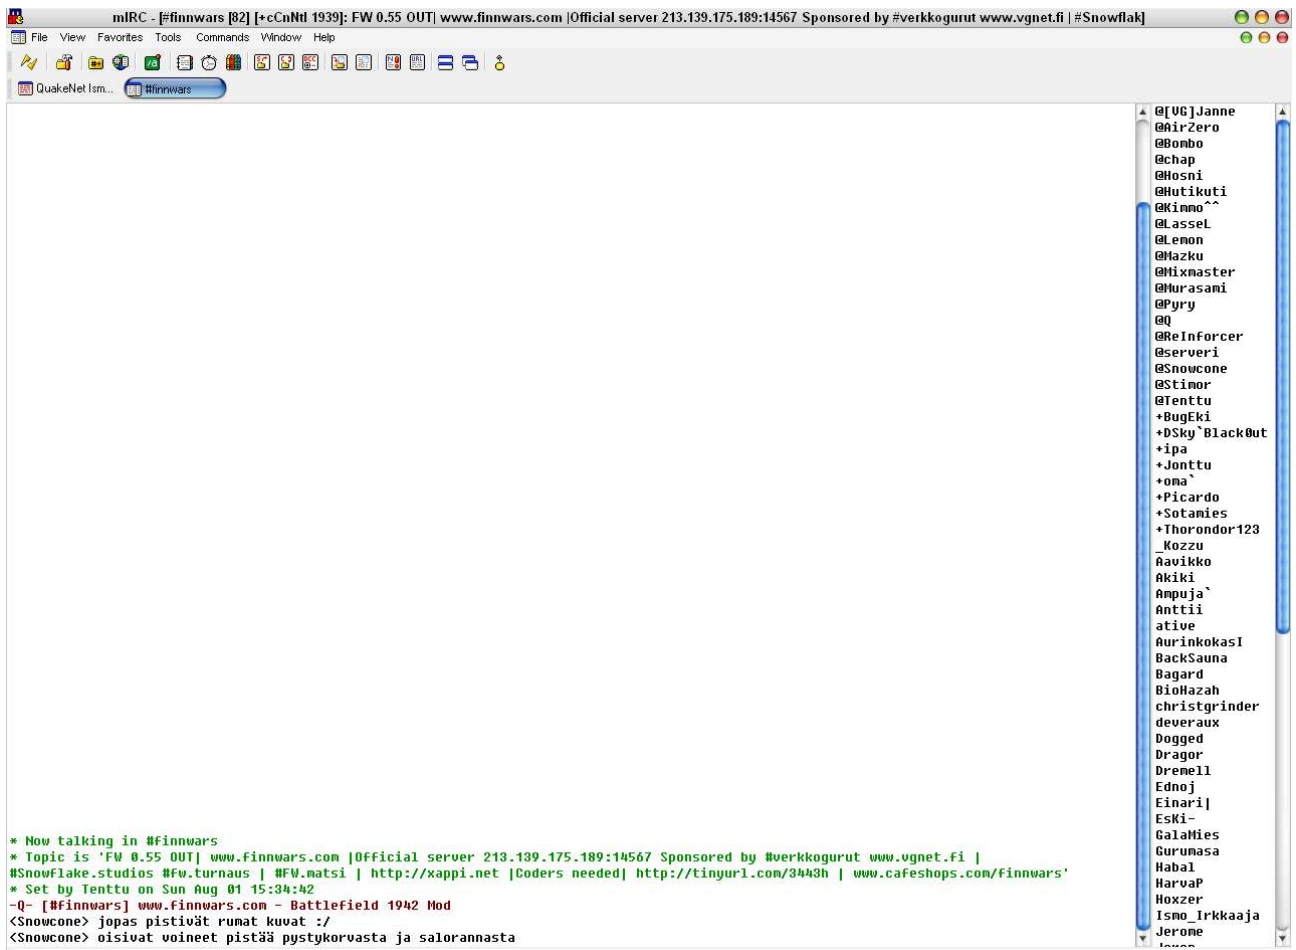 mIRC - [#finnwars [82] [+cCnNtl 1939]: FW 0.55 OUT| www.finnwars.com |Official server 213.139.175.189:14567 Sponsored by #verkkogurut www.vgnet.fi | #Snowflak]
File View Favorites Tools Commands Window Help
QuakeNet Ism... #finnwars
@[VG]Janne
@AirZero
@Bombo
@chap
@Hosni
@Hutikuti
@Kimmo^^
@LasseL
@Lemon
@Mazku
@Mixmaster
@Murasami
@Pyry
@Q
@ReInforcer
@serveri
@Snowcone
@Stimor
@Tenttu
+BugEki
+DSky`Black0ut
+ipa
+Jonttu
+oma`
+Picardo
+Sotamies
+Thorondor123
_Kozzu
Aavikko
Akiki
Ampuja`
Anttii
ative
AurinkokasI
BackSauna
Bagard
BioHazah
christgrinder
deveraux
Dogged
Dragor
Dremell
Ednoj
Einari|
EsKi-
GalaMies
Gurumasa
Habal
HarvaP
Hoxzer
Ismo_Irkkaaja
Jerome
* Now talking in #finnwars
* Topic is 'FW 0.55 OUT| www.finnwars.com |Official server 213.139.175.189:14567 Sponsored by #verkkogurut www.vgnet.fi |
#Snowflake.studios #fw.turnaus | #FW.matsi | http://xappi.net |Coders needed| http://tinyurl.com/3443h | www.cafeshops.com/finnwars'
* Set by Tenttu on Sun Aug 01 15:34:42
-Q- [#finnwars] www.finnwars.com - Battlefield 1942 Mod
<Snowcone> jopas pistivät rumat kuvat :/
<Snowcone> oisivat voineet pistää pystykorvasta ja salorannasta